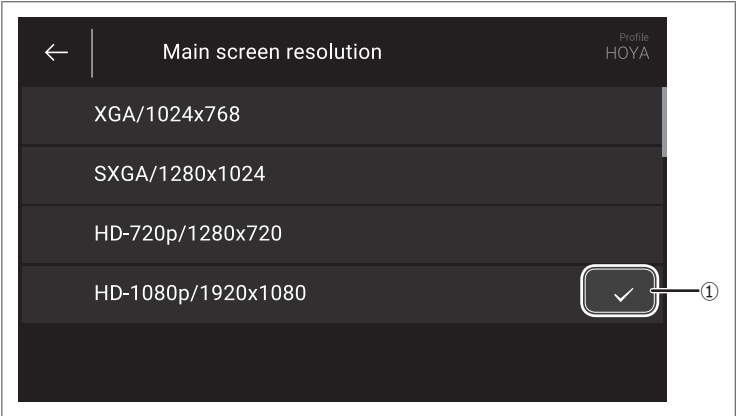 Main screen resolution
Profile
HOYA
XGA/1024x768
SXGA/1280x1024
HD-720p/1280x720
HD-1080p/1920x1080
①